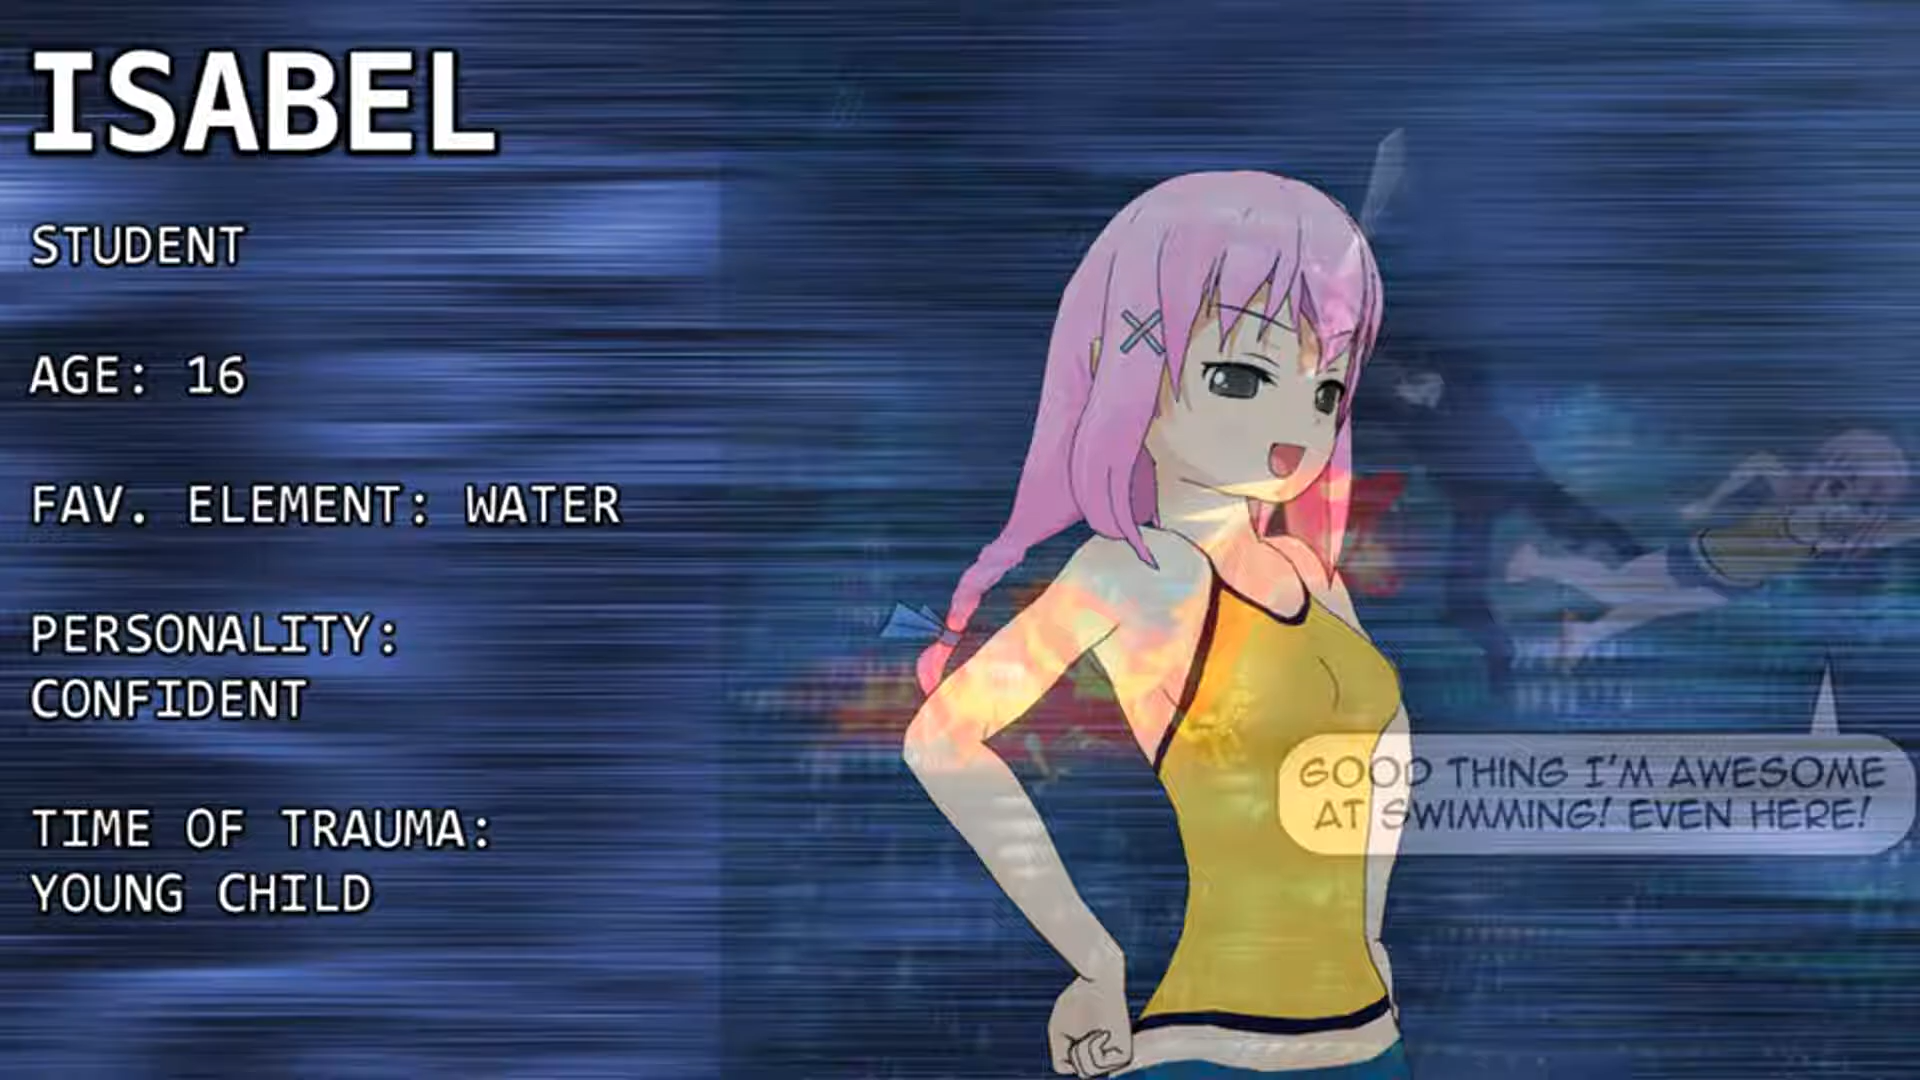 ISABEL
STUDENT
AGE: 16
FAV. ELEMENT: WATER
PERSONALITY:
CONFIDENT
TIME OF TRAUMA:
YOUNG CHILD
GOOD THING I'M AWESOME
AT SWIMMING! EVEN HERE!